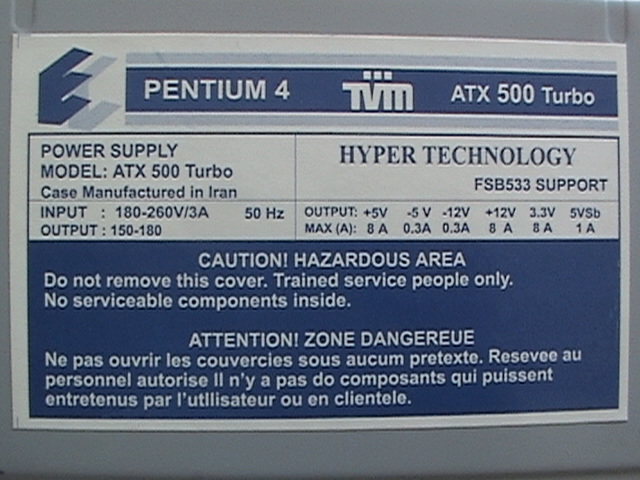 PENTIUM 4 TVM ATX 500 Turbo
POWER SUPPLY
MODEL: ATX 500 Turbo
Case Manufactured in Iran
HYPER TECHNOLOGY
FSB533 SUPPORT
INPUT : 180-260V/3A 50 Hz
OUTPUT : 150-180
OUTPUT: +5V -5 V -12V +12V 3.3V 5VSb
MAX (A): 8 A 0.3A 0.3A 8 A 8 A 1 A
CAUTION! HAZARDOUS AREA
Do not remove this cover. Trained service people only.
No serviceable components inside.
ATTENTION! ZONE DANGEREUE
Ne pas ouvrir les couvercies sous aucum pretexte. Resevee au
personnel autorise Il n'y a pas do composants qui puissent
entretenus par l'utllisateur ou en clientele.